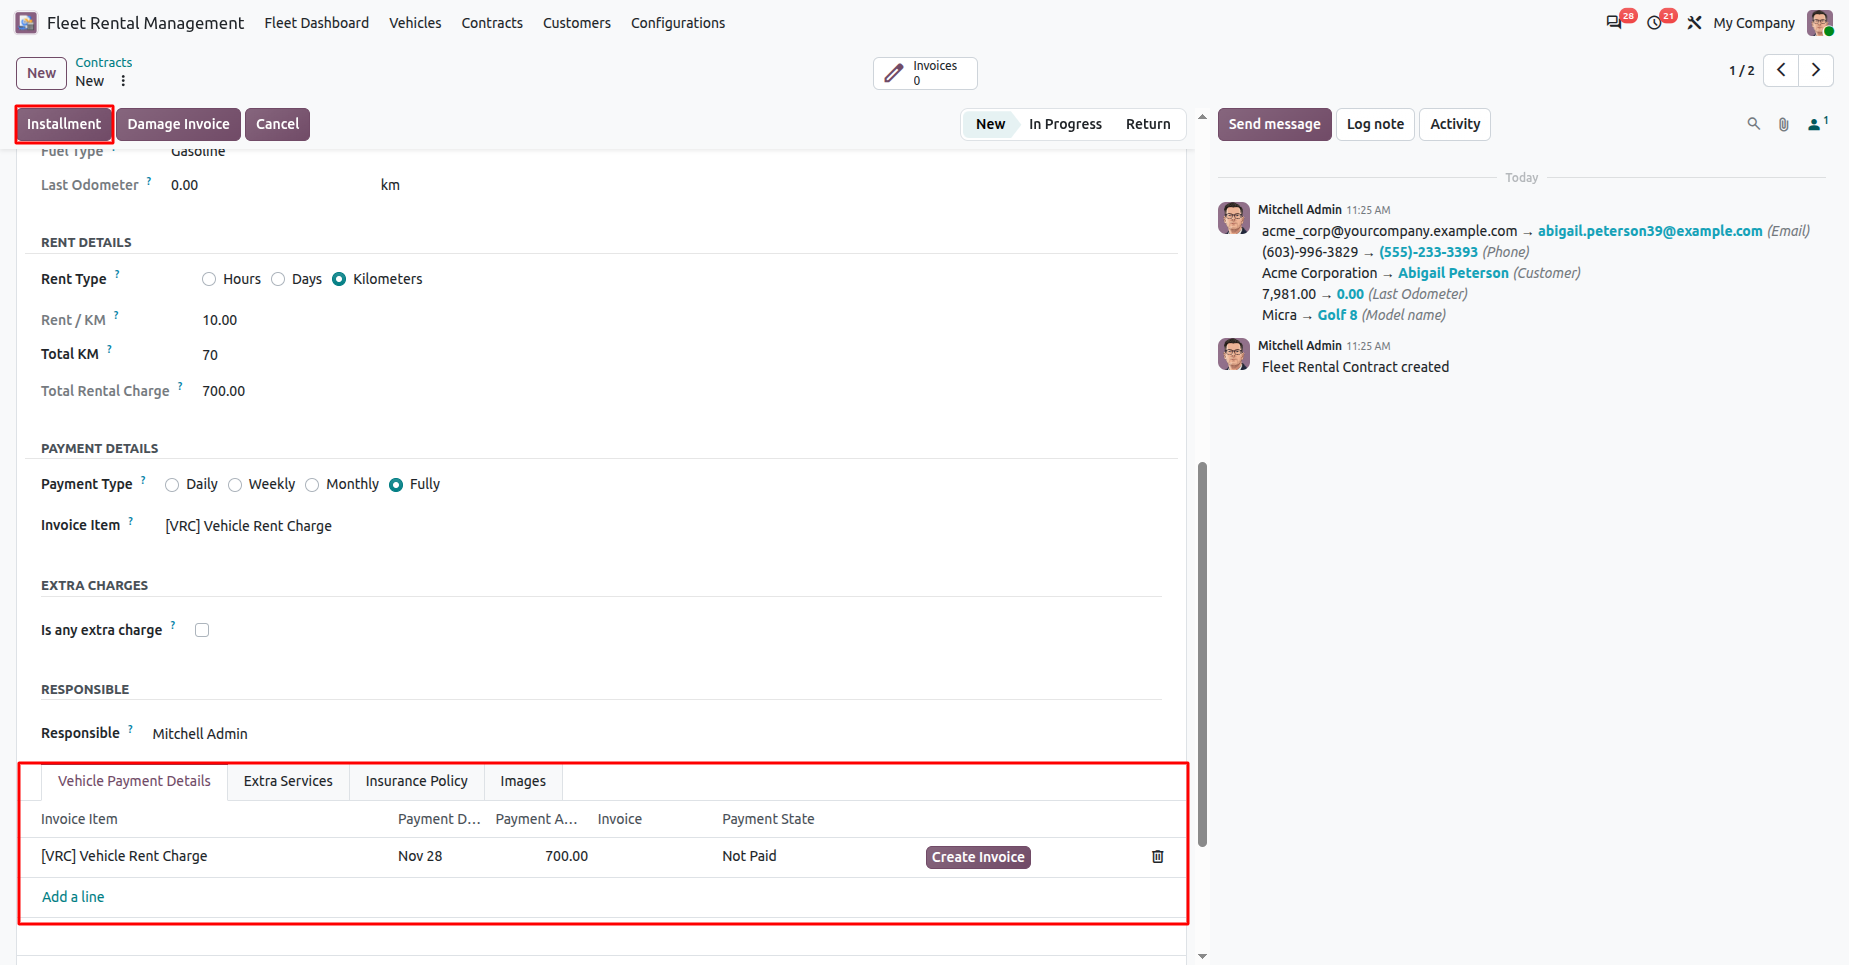 Fleet Rental Management Fleet Dashboard Vehicles Contracts Customers Configurations 28 21 My Company
New Contracts
New
Invoices
0
1 / 2
Installment Damage Invoice Cancel New In Progress Return Send message Log note Activity 1
Fuel Type ? Gasoline
Last Odometer ? 0.00 km
RENT DETAILS
Rent Type ? Hours Days Kilometers
Rent / KM ? 10.00
Total KM ? 70
Total Rental Charge ? 700.00
PAYMENT DETAILS
Payment Type ? Daily Weekly Monthly Fully
Invoice Item ? [VRC] Vehicle Rent Charge
EXTRA CHARGES
Is any extra charge ?
RESPONSIBLE
Responsible ? Mitchell Admin
Vehicle Payment Details Extra Services Insurance Policy Images
Invoice Item Payment D... Payment A... Invoice Payment State
[VRC] Vehicle Rent Charge Nov 28 700.00 Not Paid Create Invoice
Add a line
Today
Mitchell Admin 11:25 AM
acme_corp@yourcompany.example.com → abigail.peterson39@example.com (Email)
(603)-996-3829 → (555)-233-3393 (Phone)
Acme Corporation → Abigail Peterson (Customer)
7,981.00 → 0.00 (Last Odometer)
Micra → Golf 8 (Model name)
Mitchell Admin 11:25 AM
Fleet Rental Contract created